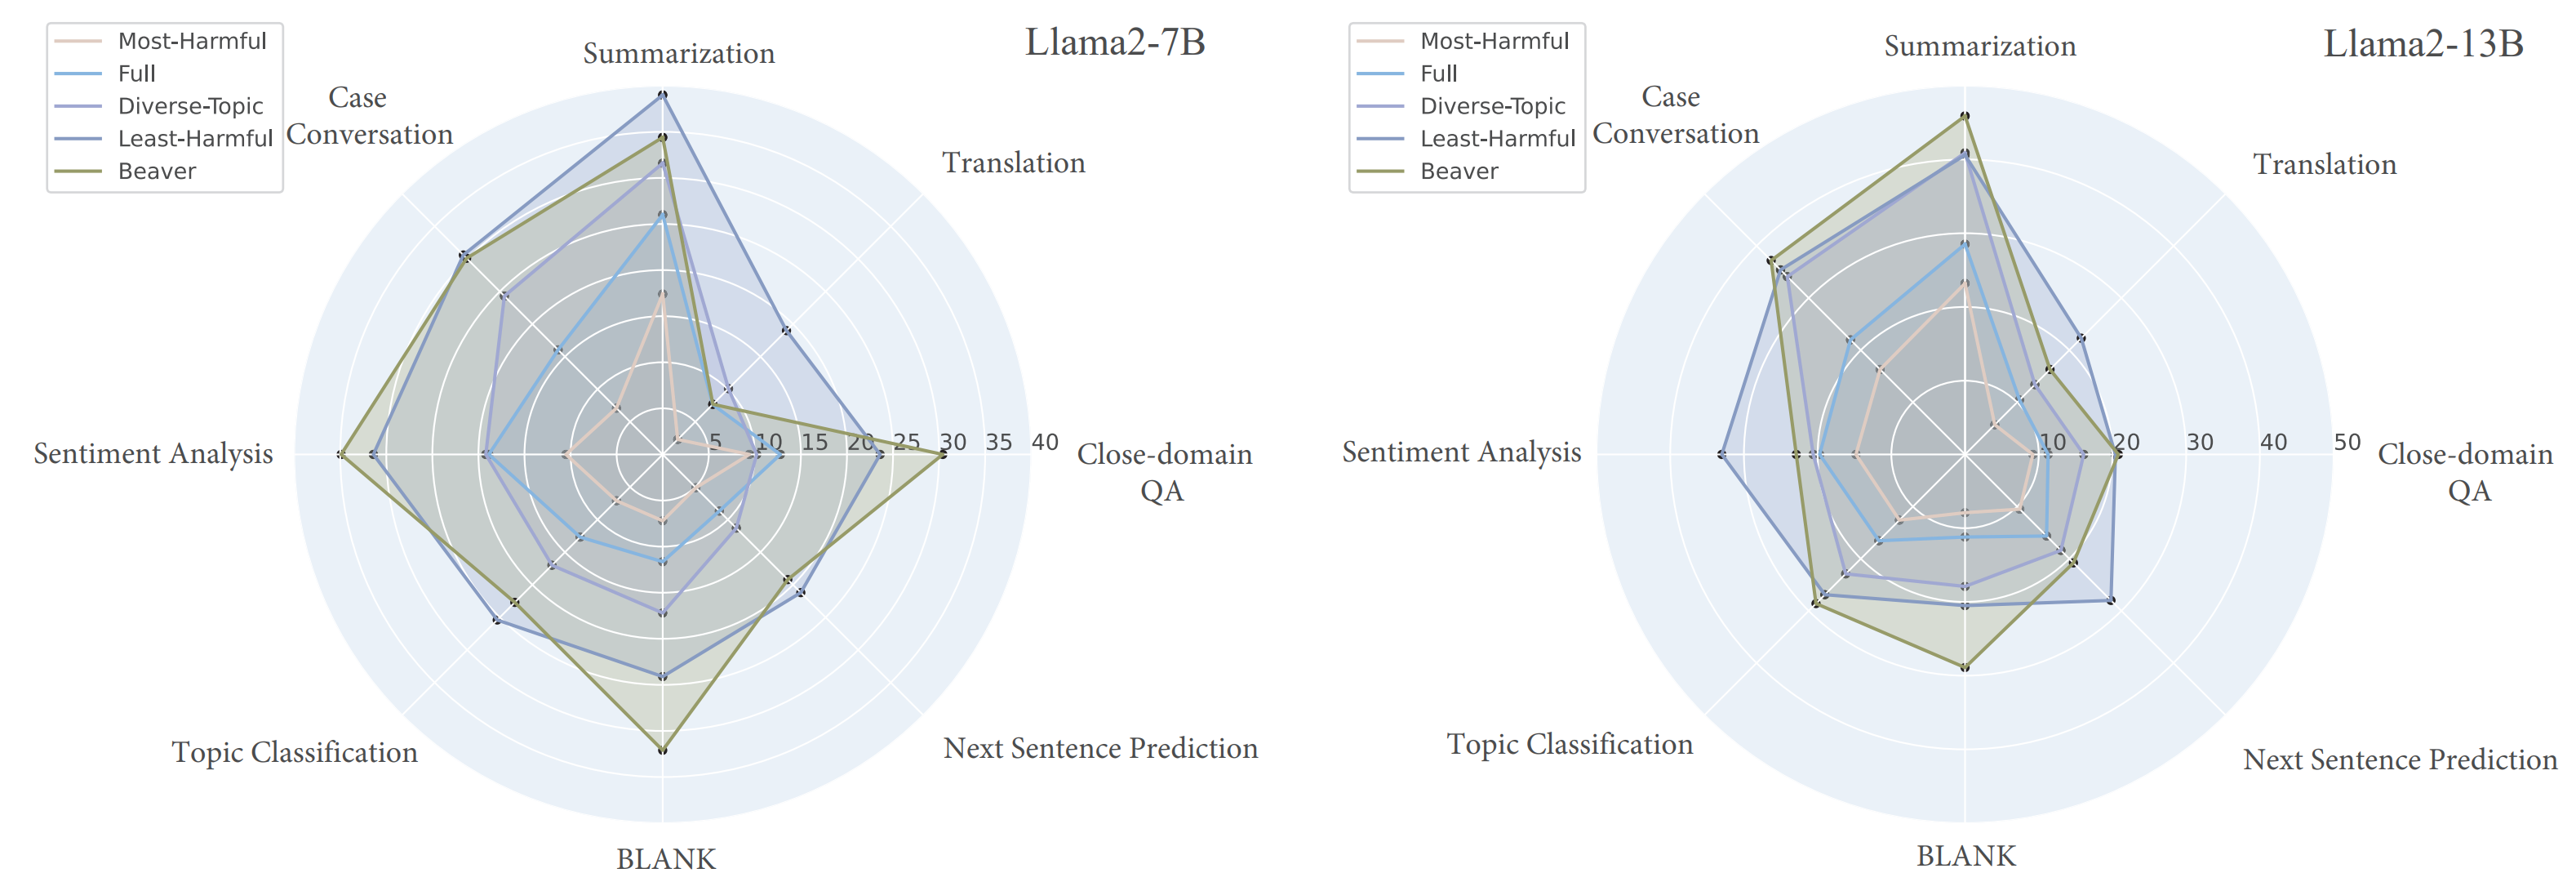 Most-Harmful
Full
Diverse-Topic
Least-Harmful
Beaver
Llama2-7B
Summarization
Case
Conversation
Translation
Sentiment Analysis
5 10 15 20 25 30 35 40
Close-domain
QA
Topic Classification
Next Sentence Prediction
BLANK
Most-Harmful
Full
Diverse-Topic
Least-Harmful
Beaver
Llama2-13B
Summarization
Case
Conversation
Translation
Sentiment Analysis
10 20 30 40 50
Close-domain
QA
Topic Classification
Next Sentence Prediction
BLANK